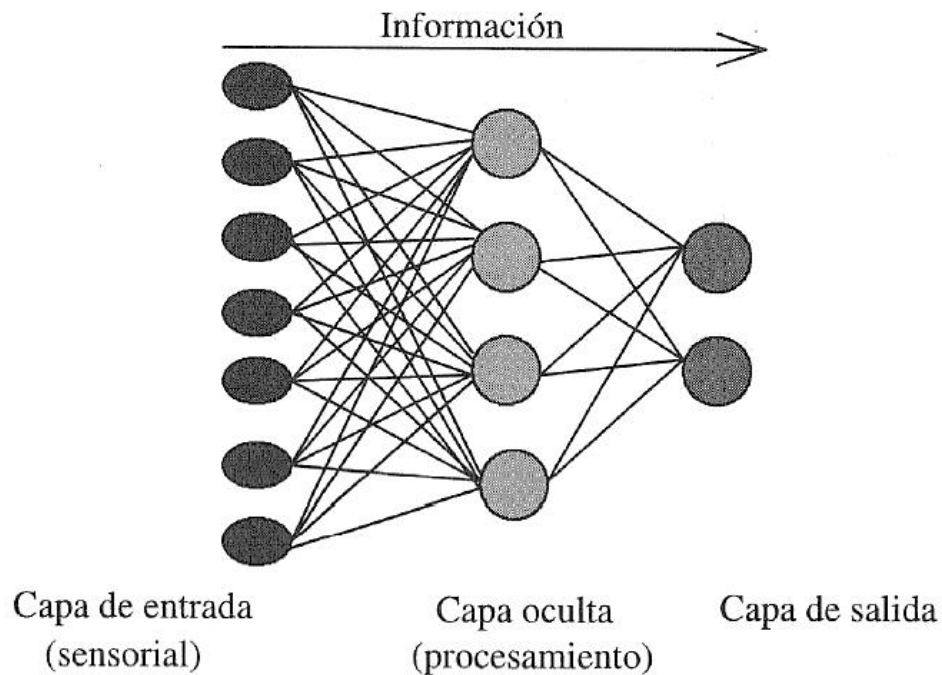 Información
Capa de entrada
(sensorial)
Capa oculta
(procesamiento)
Capa de salida